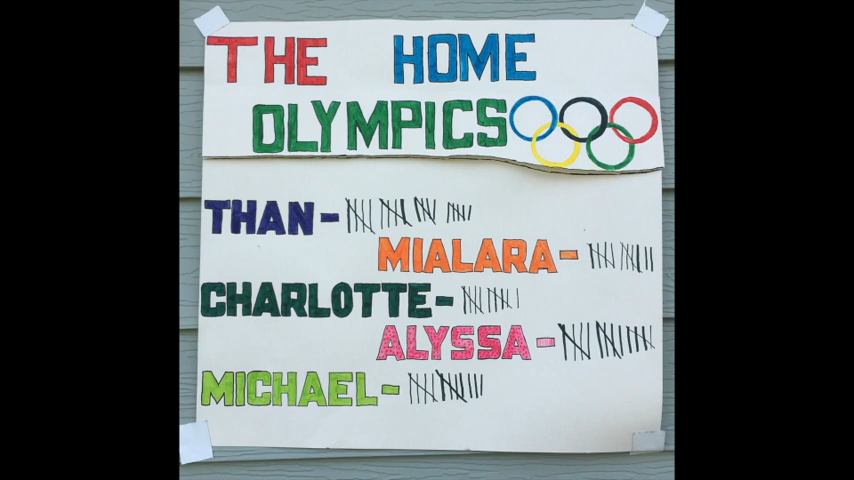 THE HOME
OLYMPICS
THAN-
MIALARA-
CHARLOTTE-
ALYSSA-
MICHAEL-